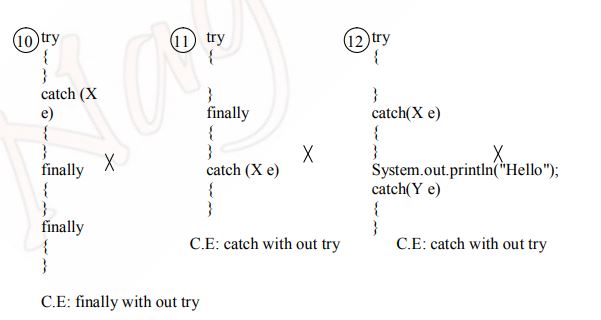 10 try
{
}
catch (X
e)
{
}
finally X
{
}
finally
{
}
C.E: finally with out try
11 try
{
}
finally
{
}
catch (X e) X
{
}
C.E: catch with out try
12 try
{
}
catch(X e)
{
}
X
System.out.println("Hello");
catch(Y e)
{
}
C.E: catch with out try